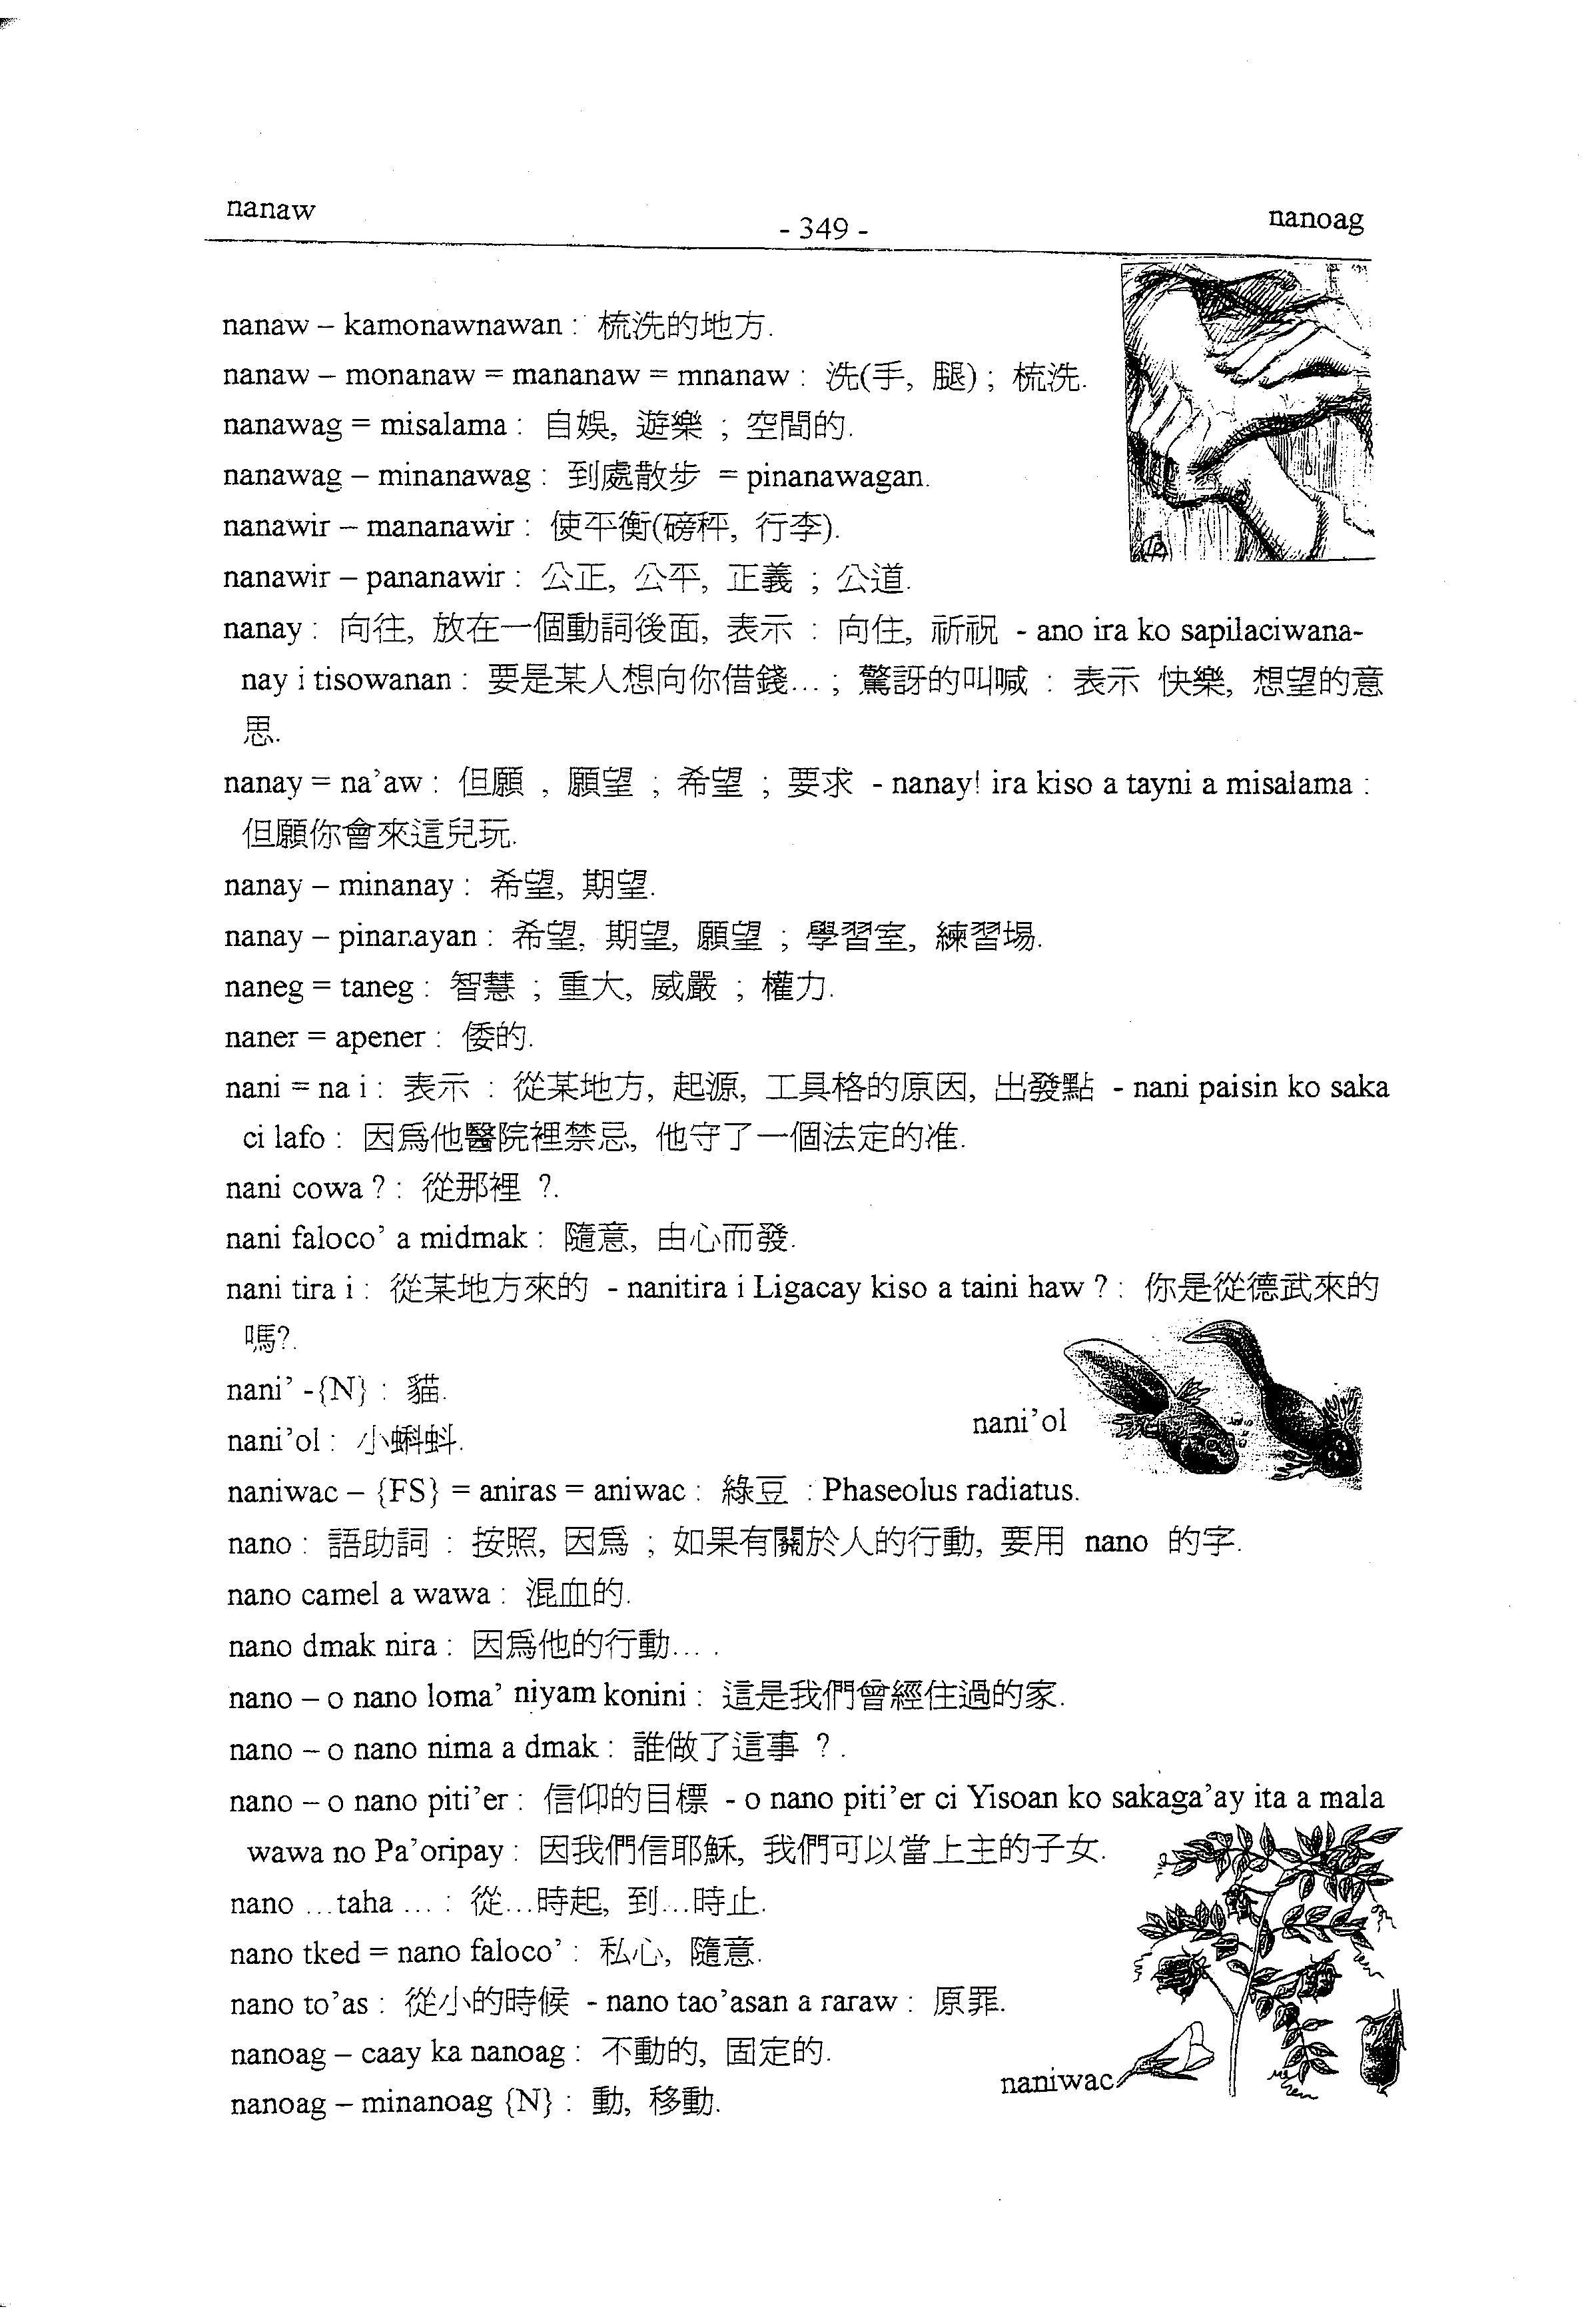 nanaw
- 349 -
nanoag
nanaw – kamonawnawan : 梳洗的地方.
nanaw – monanaw = mananaw = mnanaw : 洗(手, 腿) ; 梳洗.
nanawag = misalama : 自娛, 遊樂 ; 空間的.
nanawag – minanawag : 到處散步 = pinanawagan.
nanawir – mananawir : 使平衡(磅秤, 行李).
nanawir – pananawir : 公正, 公平, 正義 ; 公道.
nanay : 向往, 放在一個動詞後面, 表示 : 向住, 祈祝 - ano ira ko sapilaciwana-
nay i tisowanan : 要是某人想向你借錢... ; 驚訝的叫喊 : 表示 快樂, 想望的意
思.
nanay = na’aw : 但願 , 願望 ; 希望 ; 要求 - nanay! ira kiso a tayni a misalama :
但願你會來這兒玩.
nanay – minanay : 希望, 期望.
nanay – pinanayan : 希望, 期望, 願望 ; 學習室, 練習場.
naneg = taneg : 智慧 ; 重大, 威嚴 ; 權力.
naner = apener : 倭的.
nani = na i : 表示 : 從某地方, 起源, 工具格的原因, 出發點 - nani paisin ko saka
ci lafo : 因爲他醫院裡禁忌, 他守了一個法定的准.
nani cowa ? : 從那裡 ?.
nani faloco’ a midmak : 隨意, 由心而發.
nani tira i : 從某地方來的 - nanitira i Ligacay kiso a taini haw ? : 你是從德武來的
嗎?.
nani’ -{N} : 貓.
nani’ol : 小蝌蚪.
nani’ol
naniwac – {FS} = aniras = aniwac : 綠豆 : Phaseolus radiatus.
nano : 語助詞 : 按照, 因爲 ; 如果有關於人的行動, 要用 nano 的字.
nano camel a wawa : 混血的.
nano dmak nira : 因爲他的行動... .
nano – o nano loma’ niyam konini : 這是我們曾經住過的家.
nano – o nano nima a dmak : 誰做了這事 ? .
nano – o nano piti’er : 信仰的目標 - o nano piti’er ci Yisoan ko sakaga’ay ita a mala
wawa no Pa’oripay : 因我們信耶穌, 我們可以當上主的子女.
nano ...taha ... : 從...時起, 到...時止.
nano tked = nano faloco’ : 私心, 隨意.
nano to’as : 從小的時候 - nano tao’asan a raraw : 原罪.
nanoag – caay ka nanoag : 不動的, 固定的.
naniwac
nanoag – minanoag {N} : 動, 移動.